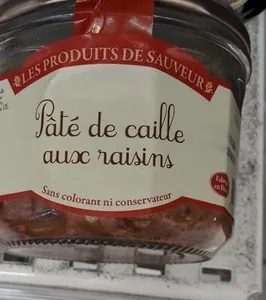 LES PRODUITS DE SAUVEUR
Pâté de caille
aux raisins
Sans colorant ni conservateur